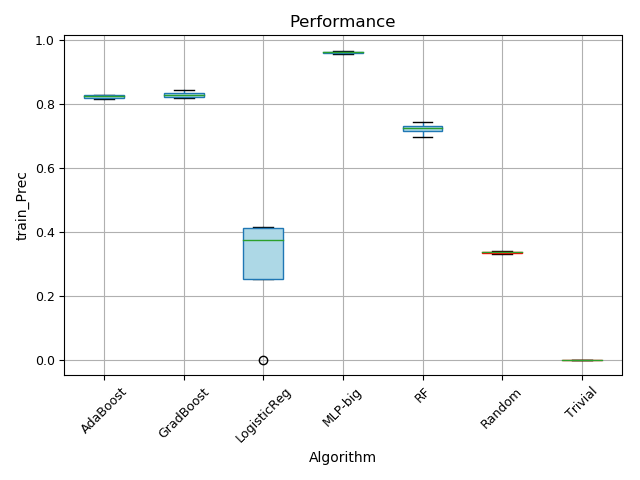 Performance
train_Prec
1.0
0.8
0.6
0.4
0.2
0.0
AdaBoost
GradBoost
LogisticReg
MLP-big
RF
Random
Trivial
Algorithm